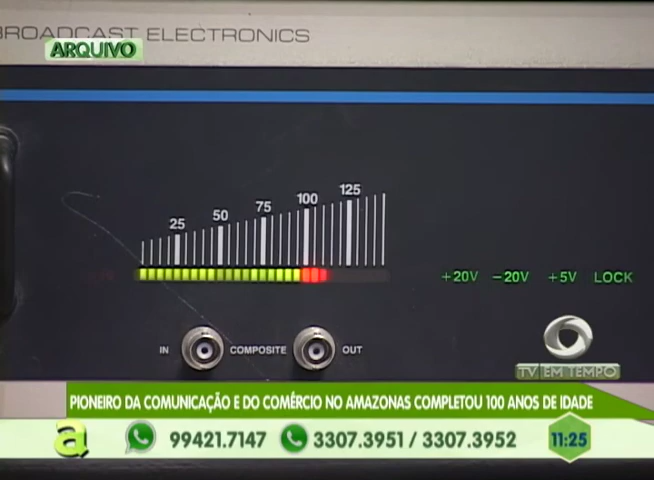 BROADCAST ELECTRONICS
ARQUIVO
25 50 75 100 125
+20V -20V +5V LOCK
IN COMPOSITE OUT
TV EM TEMPO
PIONEIRO DA COMUNICAÇÃO E DO COMÉRCIO NO AMAZONAS COMPLETOU 100 ANOS DE IDADE
a 99421.7147 3307.3951 / 3307.3952 11:25